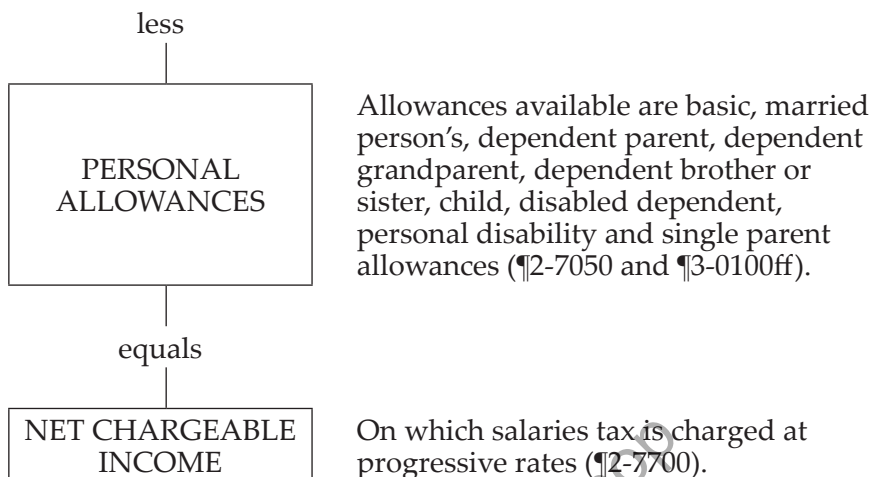 less
PERSONAL
ALLOWANCES
Allowances available are basic, married
person's, dependent parent, dependent
grandparent, dependent brother or
sister, child, disabled dependent,
personal disability and single parent
allowances (¶2-7050 and ¶3-0100ff).
equals
NET CHARGEABLE
INCOME
On which salaries tax is charged at
progressive rates (¶2-7700).